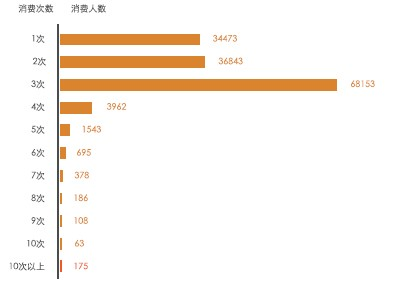 消费次数 消费人数
1次 34473
2次 36843
3次 68153
4次 3962
5次 1543
6次 695
7次 378
8次 186
9次 108
10次 63
10次以上 175